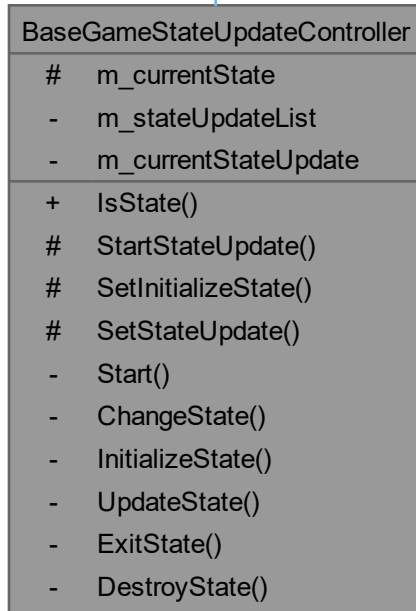 BaseGameStateUpdateController
# m_currentState
- m_stateUpdateList
- m_currentStateUpdate
+ IsState()
# StartStateUpdate()
# SetInitializeState()
# SetStateUpdate()
- Start()
- ChangeState()
- InitializeState()
- UpdateState()
- ExitState()
- DestroyState()